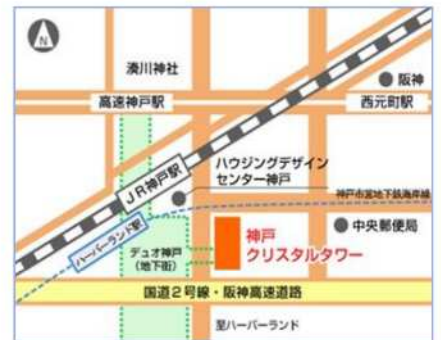 N
湊川神社
阪神
高速神戸駅
西元町駅
ハウジングデザイン
センター神戸
JR神戸駅
神戸市営地下鉄海岸線
ハーバーランド駅
中央郵便局
デュオ神戸
(地下街)
神戸
クリスタルタワー
国道2号線・阪神高速道路
至ハーバーランド